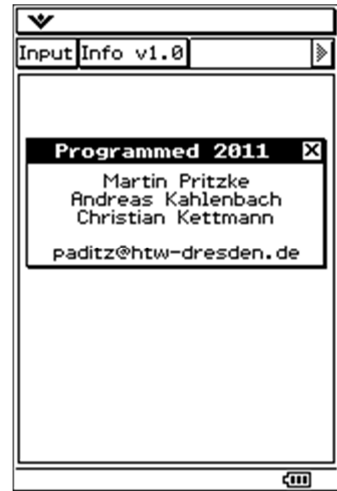 Input Info v1.0
Programmed 2011
Martin Pritzke
Andreas Kahlenbach
Christian Kettmann
paditz@htw-dresden.de